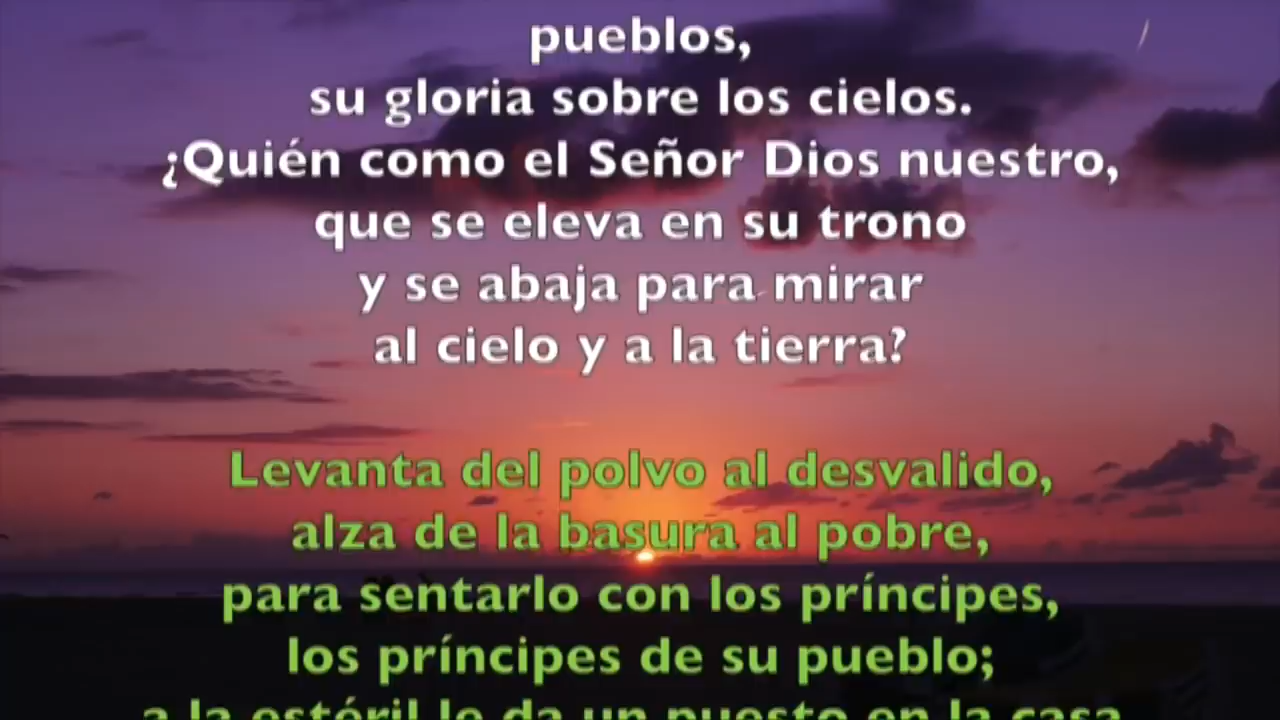 pueblos,
su gloria sobre los cielos.
¿Quién como el Señor Dios nuestro,
que se eleva en su trono
y se abaja para mirar
al cielo y a la tierra?
Levanta del polvo al desvalido,
alza de la basura al pobre,
para sentarlo con los príncipes,
los príncipes de su pueblo;
a la estéril le da un puesto en la casa